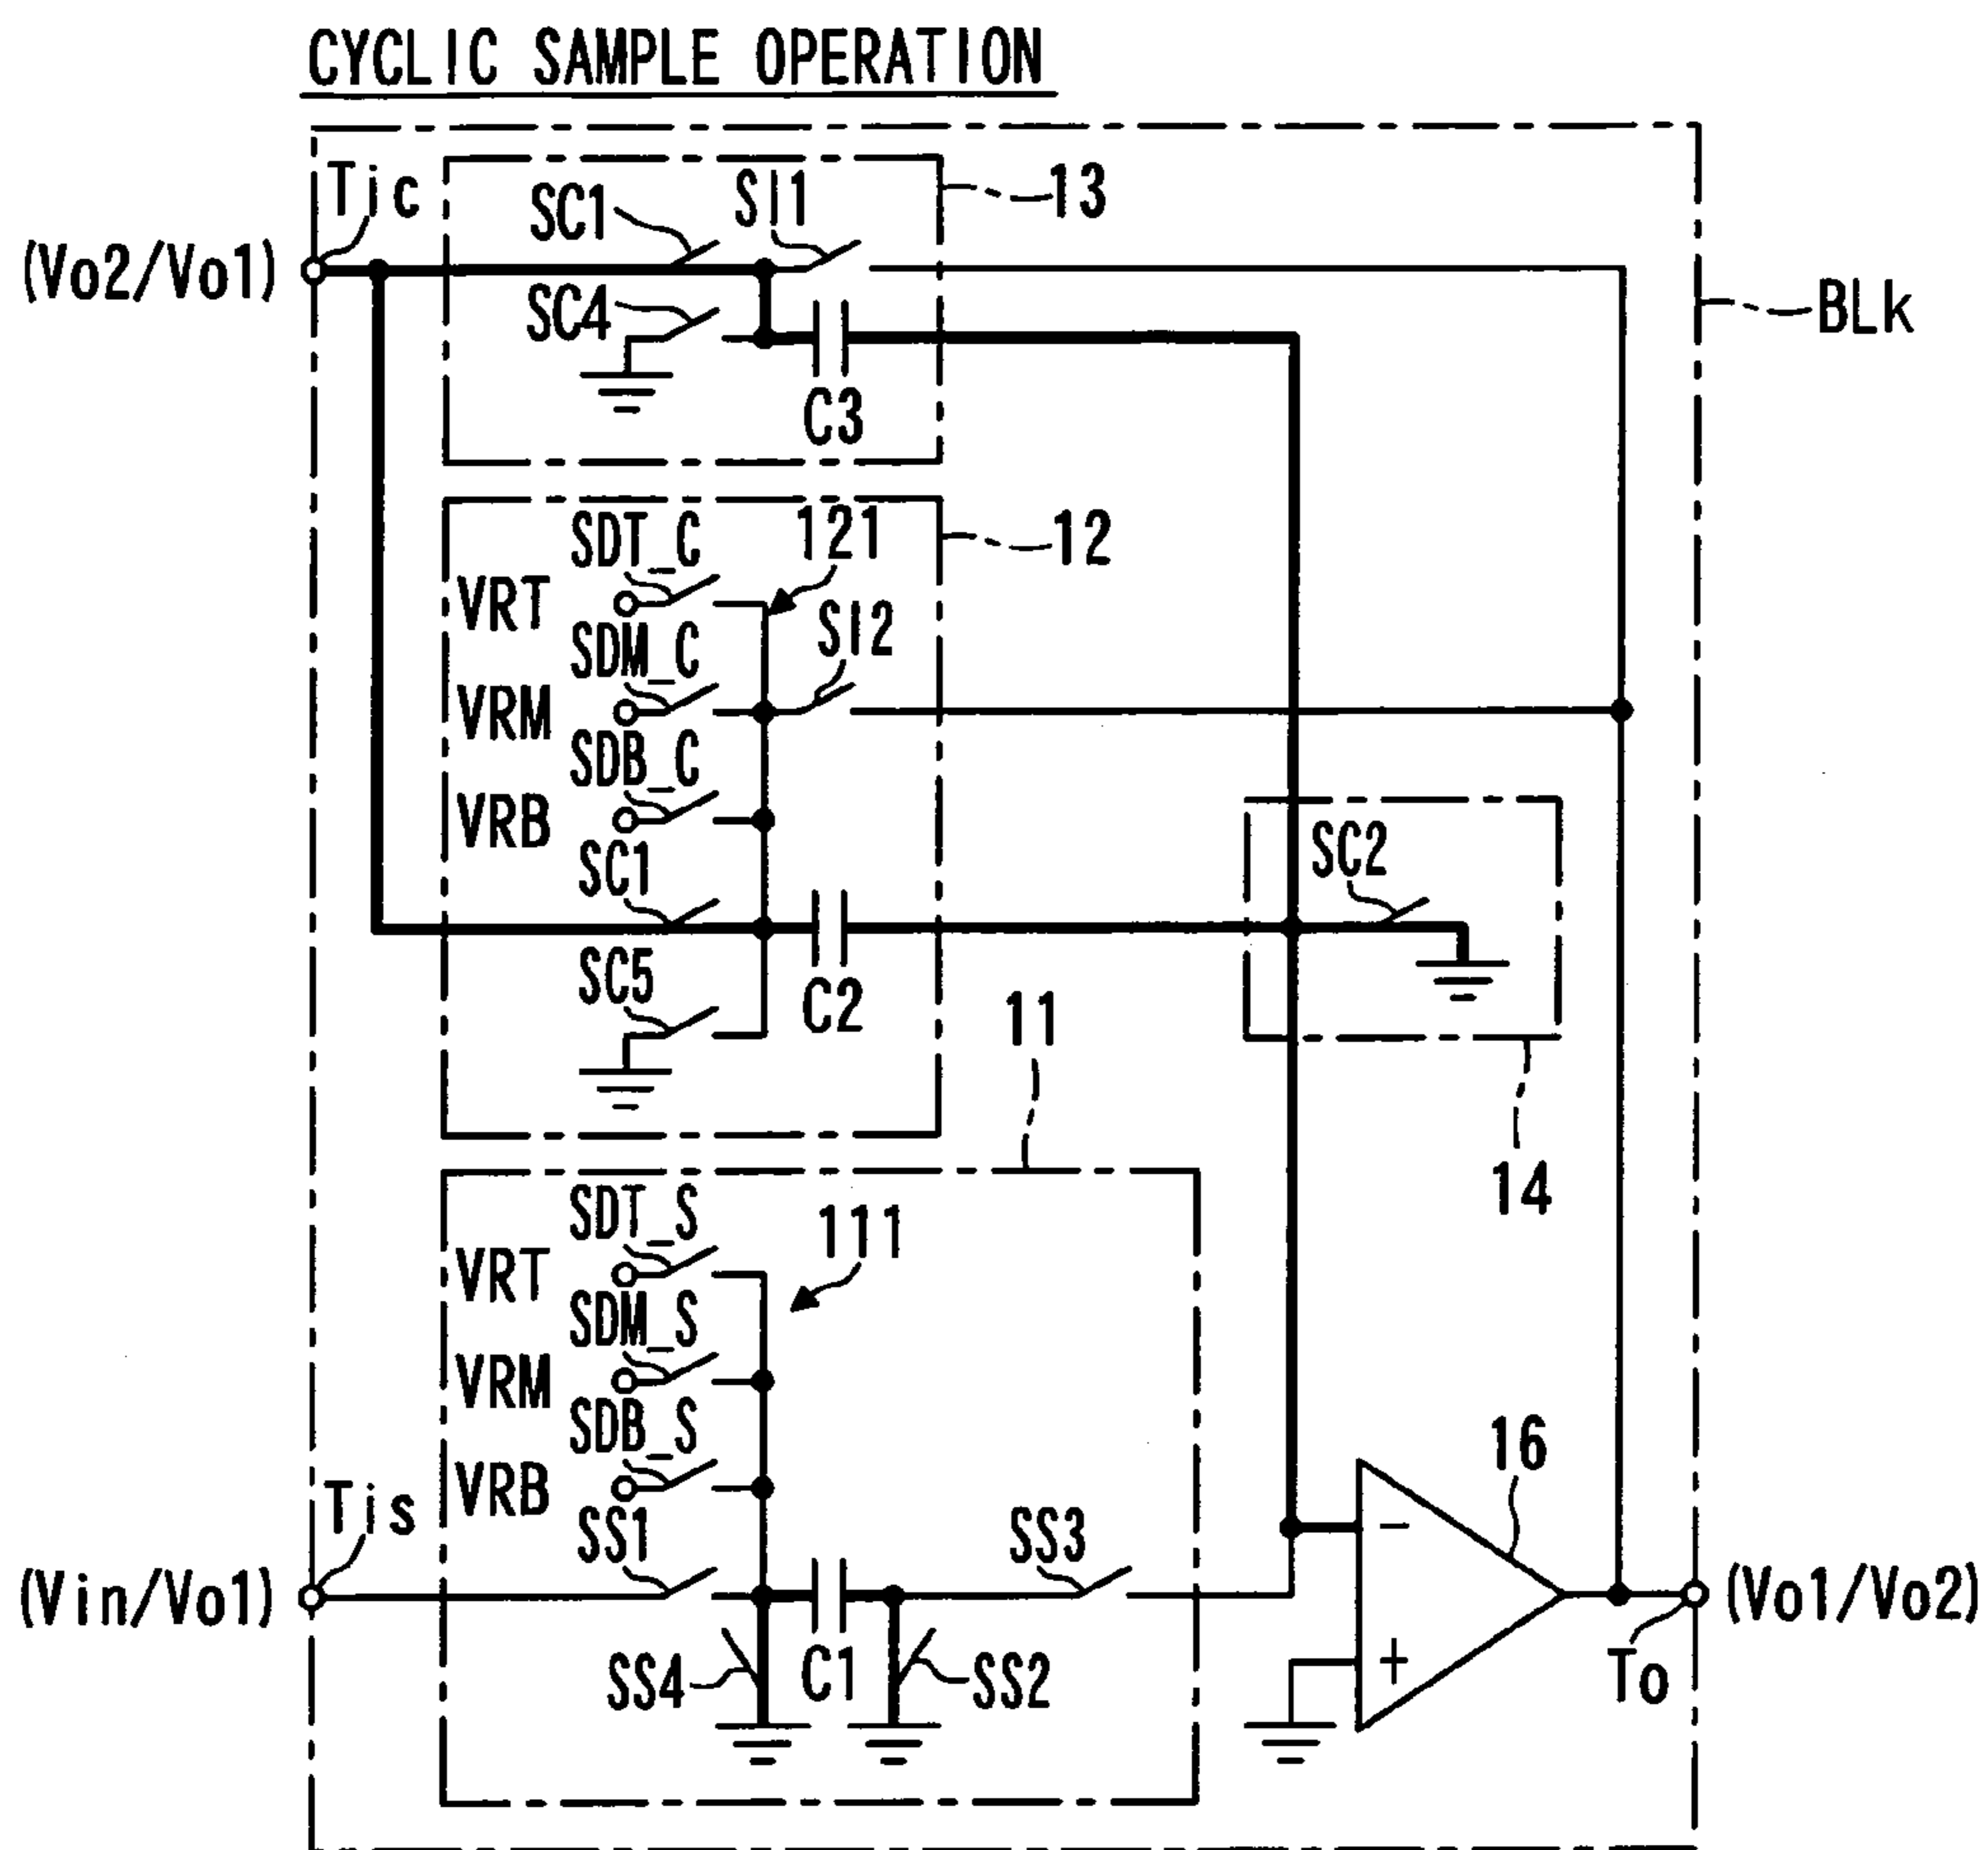 CYCLIC SAMPLE OPERATION
Tic
SC1
SI1
13
(Vo2/Vo1)
SC4
BLk
C3
SDT_C
121
12
VRT
SI2
SDM_C
VRM
SDB_C
VRB
SC1
SC2
SC5
C2
11
14
SDT_S
111
VRT
SDM_S
VRM
SDB_S
16
VRB
Tis
SS1
SS3
-
(Vin/Vo1)
(Vo1/Vo2)
SS4
C1
SS2
+
To